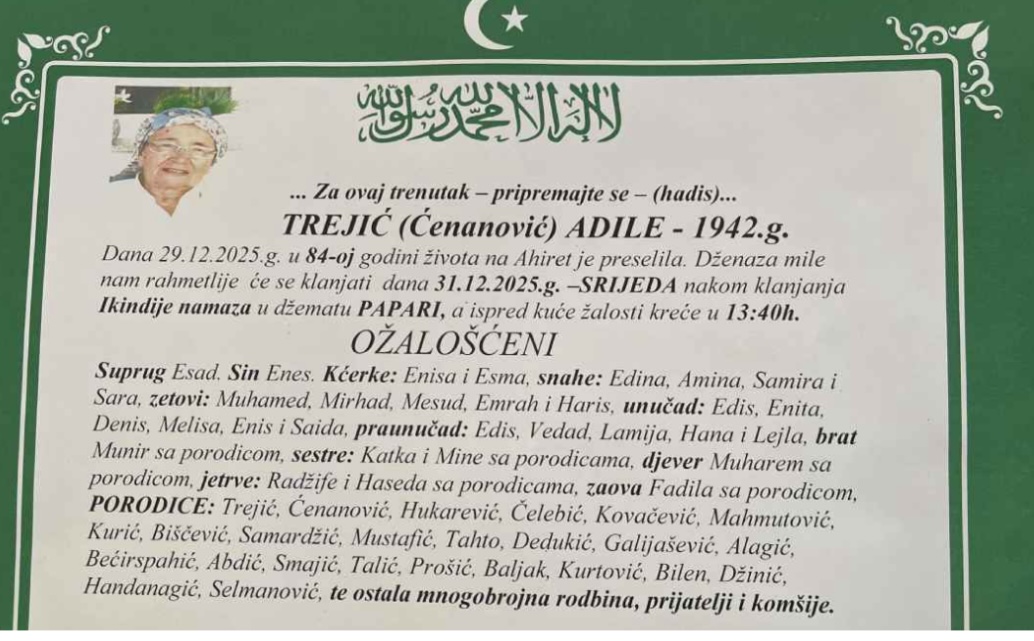 لا إله إلا الله محمد رسول الله
... Za ovaj trenutak – pripremajte se – (hadis)...
TREJIĆ (Ćenanović) ADILE - 1942.g.
Dana 29.12.2025.g. u 84-oj godini života na Ahiret je preselila. Dženaza mile
nam rahmetlije će se klanjati dana 31.12.2025.g. –SRIJEDA nakom klanjanja
Ikindije namaza u džematu PAPARI, a ispred kuće žalosti kreće u 13:40h.
OŽALOŠĆENI
Suprug Esad. Sin Enes. Kćerke: Enisa i Esma, snahe: Edina, Amina, Samira i
Sara, zetovi: Muhamed, Mirhad, Mesud, Emrah i Haris, unučad: Edis, Enita,
Denis, Melisa, Enis i Saida, praunučad: Edis, Vedad, Lamija, Hana i Lejla, brat
Munir sa porodicom, sestre: Katka i Mine sa porodicama, djever Muharem sa
porodicom, jetrve: Radžife i Haseda sa porodicama, zaova Fadila sa porodicom,
PORODICE: Trejić, Ćenanović, Hukarević, Čelebić, Kovačević, Mahmutović,
Kurić, Biščević, Samardžić, Mustafić, Tahto, Dedukić, Galijašević, Alagić,
Bećirspahić, Abdić, Smajić, Talić, Prošić, Baljak, Kurtović, Bilen, Džinić,
Handanagić, Selmanović, te ostala mnogobrojna rodbina, prijatelji i komšije.